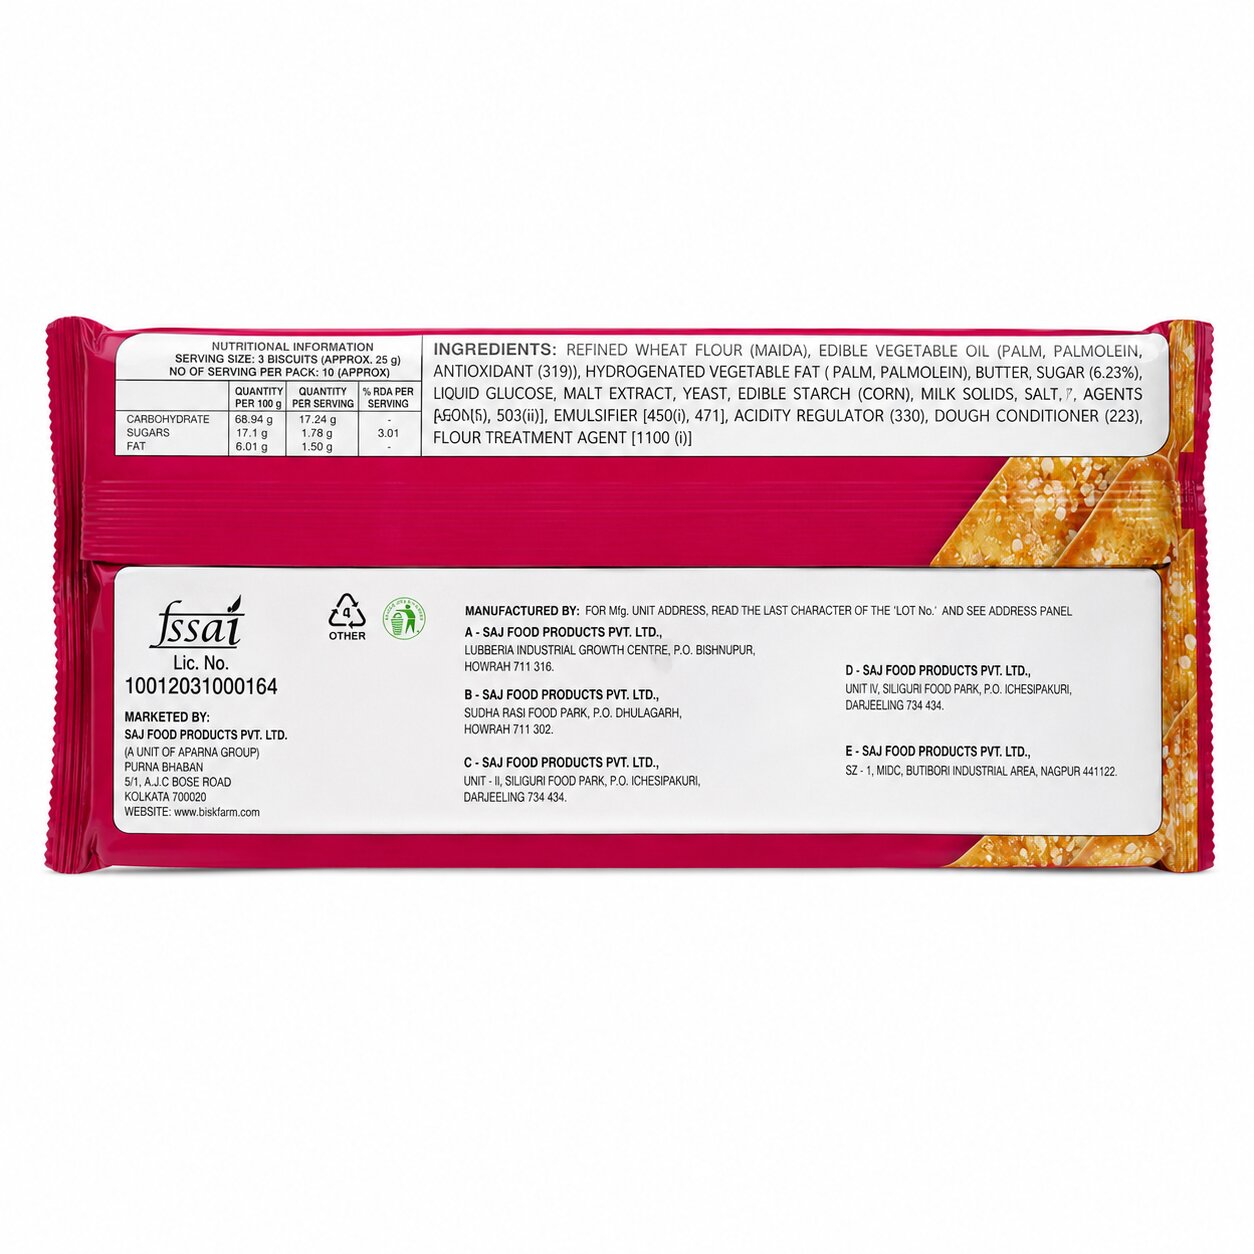 NUTRITIONAL INFORMATION
SERVING SIZE: 3 BISCUITS (APPROX. 25 g)
NO OF SERVING PER PACK: 10 (APPROX)
QUANTITY PER 100 g QUANTITY PER SERVING % RDA PER SERVING
CARBOHYDRATE 68.94 g 17.24 g -
SUGARS 17.1 g 1.78 g 3.01
FAT 6.01 g 1.50 g -
INGREDIENTS: REFINED WHEAT FLOUR (MAIDA), EDIBLE VEGETABLE OIL (PALM, PALMOLEIN,
ANTIOXIDANT (319)), HYDROGENATED VEGETABLE FAT ( PALM, PALMOLEIN), BUTTER, SUGAR (6.23%),
LIQUID GLUCOSE, MALT EXTRACT, YEAST, EDIBLE STARCH (CORN), MILK SOLIDS, SALT, AGENTS
503(ii)], EMULSIFIER [450(i), 471], ACIDITY REGULATOR (330), DOUGH CONDITIONER (223),
FLOUR TREATMENT AGENT [1100 (i)]
fssai
Lic. No.
10012031000164
MARKETED BY:
SAJ FOOD PRODUCTS PVT. LTD.
(A UNIT OF APARNA GROUP)
PURNA BHABAN
5/1, A.J.C BOSE ROAD
KOLKATA 700020
WEBSITE: www.biskfarm.com
OTHER
MANUFACTURED BY: FOR Mfg. UNIT ADDRESS, READ THE LAST CHARACTER OF THE 'LOT No.' AND SEE ADDRESS PANEL
A - SAJ FOOD PRODUCTS PVT. LTD.,
LUBBERIA INDUSTRIAL GROWTH CENTRE, P.O. BISHNUPUR,
HOWRAH 711 316.
B - SAJ FOOD PRODUCTS PVT. LTD.,
SUDHA RASI FOOD PARK, P.O. DHULAGARH,
HOWRAH 711 302.
C - SAJ FOOD PRODUCTS PVT. LTD.,
UNIT - II, SILIGURI FOOD PARK, P.O. ICHESIPAKURI,
DARJEELING 734 434.
D - SAJ FOOD PRODUCTS PVT. LTD.,
UNIT IV, SILIGURI FOOD PARK, P.O. ICHESIPAKURI,
DARJEELING 734 434.
E - SAJ FOOD PRODUCTS PVT. LTD.,
SZ - 1, MIDC, BUTIBORI INDUSTRIAL AREA, NAGPUR 441122.